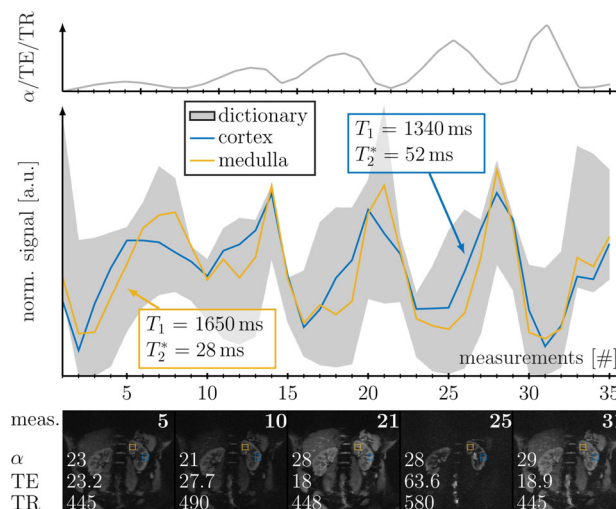 α/TE/TR
dictionary
cortex
medulla
T₁ = 1340 ms
T₂* = 52 ms
norm. signal [a.u.]
T₁ = 1650 ms
T₂* = 28 ms
measurements [#]
5 10 15 20 25 30 35
meas. 5 10 21 25 3
α 23 21 28 28 29
TE 23.2 27.7 18 63.6 18.9
TR 445 490 448 580 445